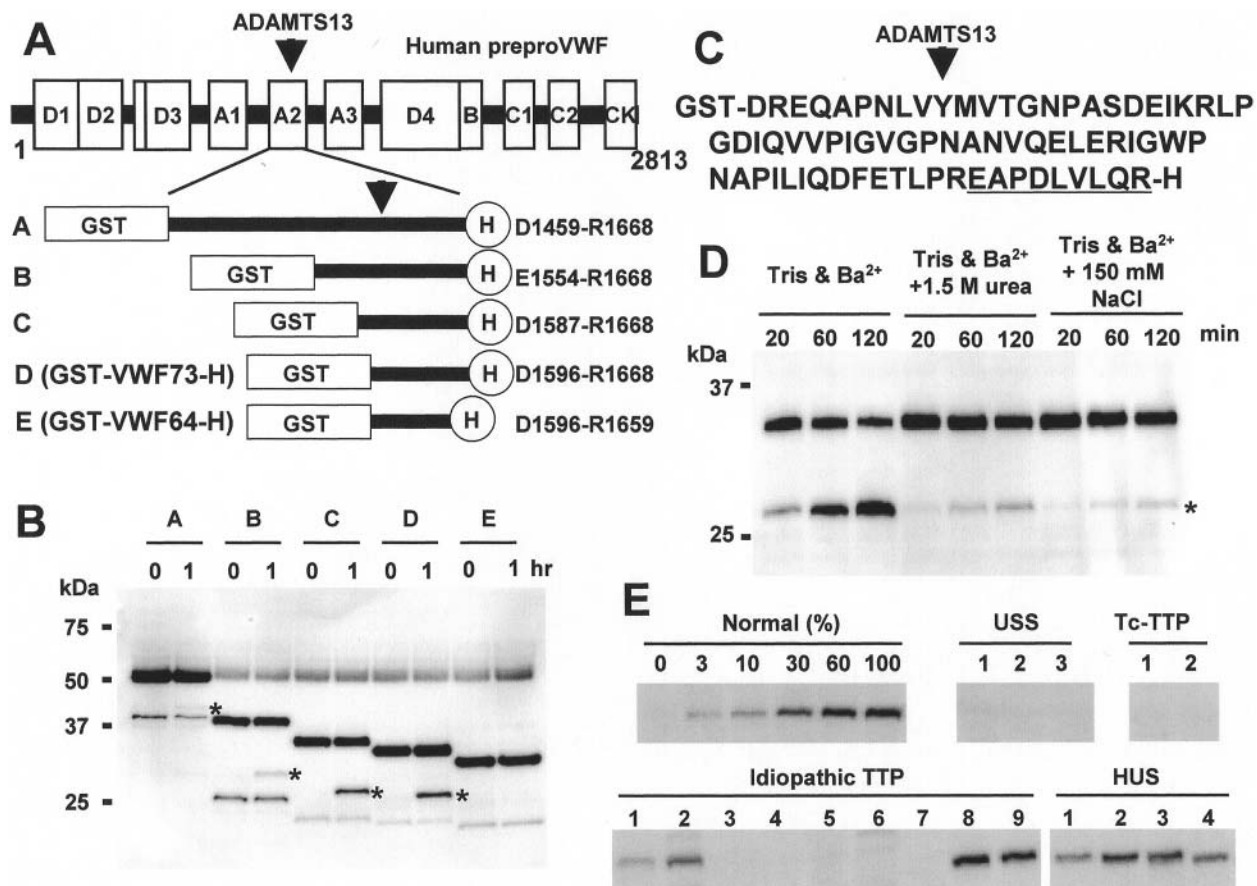 A
ADAMTS13
Human preproVWF
D1 D2 D3 A1 A2 A3 D4 B C1 C2 CK
1
2813
A GST H D1459-R1668
B GST H E1554-R1668
C GST H D1587-R1668
D (GST-VWF73-H) GST H D1596-R1668
E (GST-VWF64-H) GST H D1596-R1659
B
A B C D E
0 1 0 1 0 1 0 1 0 1 hr
kDa
75
50
37
25
* * * *
C
ADAMTS13
GST-DREQAPNLVYMVTGNPASDEIKRLP
GDIQVVPIGVGPNANVQELERIGWP
NAPILIQDFETLPREAPDLVLQR-H
D
Tris & Ba²⁺
Tris & Ba²⁺
+1.5 M urea
Tris & Ba²⁺
+ 150 mM
NaCl
20 60 120 20 60 120 20 60 120 min
kDa
37
25
*
E
Normal (%)
0 3 10 30 60 100
USS
1 2 3
Tc-TTP
1 2
Idiopathic TTP
1 2 3 4 5 6 7 8 9
HUS
1 2 3 4